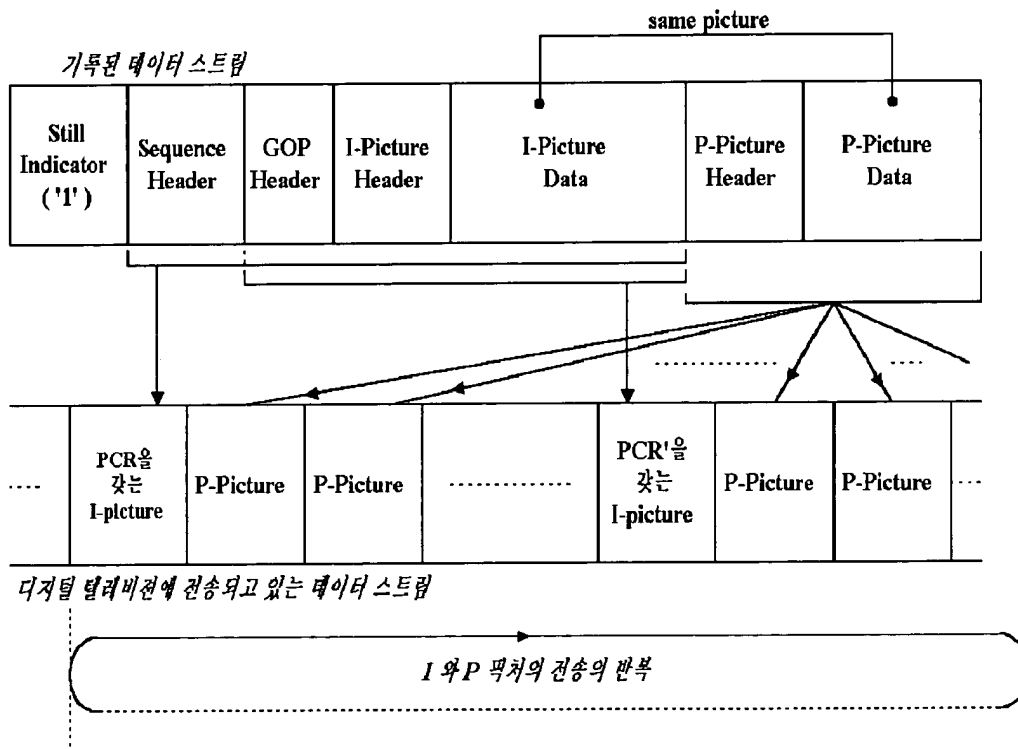 same picture
기록된 데이터 스트림
Still
Indicator
( '1' )
Sequence
Header
GOP
Header
I-Picture
Header
I-Picture
Data
P-Picture
Header
P-Picture
Data
PCR을
갖는
I-picture
P-Picture
P-Picture
PCR'을
갖는
I-picture
P-Picture
P-Picture
디지털 텔레비전에 전송되고 있는 데이터 스트림
I 와 P 픽처의 전송의 반복